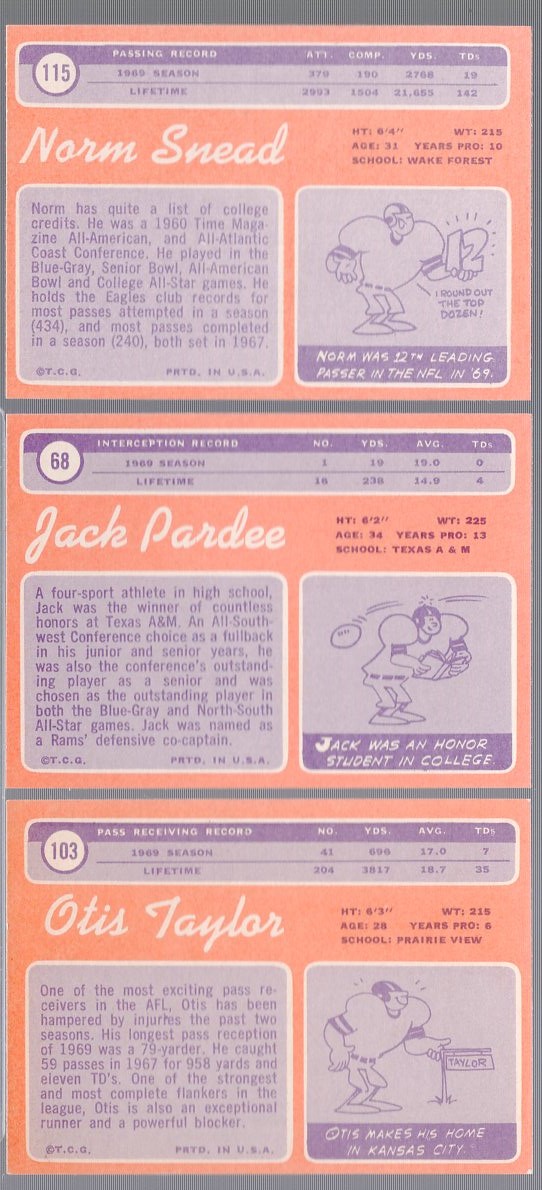 115
PASSING RECORD ATT. COMP. YDS. TDs
1969 SEASON 379 190 2768 19
LIFETIME 2993 1504 21,655 142
Norm Snead
HT: 6'4" WT: 215
AGE: 31 YEARS PRO: 10
SCHOOL: WAKE FOREST
Norm has quite a list of college
credits. He was a 1960 Time Maga-
zine All-American, and All-Atlantic
Coast Conference. He played in the
Blue-Gray, Senior Bowl, All-American
Bowl and College All-Star games. He
holds the Eagles club records for
most passes attempted in a season
(434), and most passes completed
in a season (240), both set in 1967.
©T.C.G. PRTD. IN U.S.A.
12
I ROUND OUT
THE TOP
DOZEN!
NORM WAS 12TH LEADING
PASSER IN THE NFL IN '69.
68
INTERCEPTION RECORD NO. YDS. AVG. TDs
1969 SEASON 1 19 19.0 0
LIFETIME 16 238 14.9 4
Jack Pardee
HT: 6'2" WT: 225
AGE: 34 YEARS PRO: 13
SCHOOL: TEXAS A & M
A four-sport athlete in high school,
Jack was the winner of countless
honors at Texas A&M. An All-South-
west Conference choice as a fullback
in his junior and senior years, he
was also the conference's outstand-
ing player as a senior and was
chosen as the outstanding player in
both the Blue-Gray and North-South
All-Star games. Jack was named as
a Rams' defensive co-captain.
©T.C.G. PRTD. IN U.S.A.
JACK WAS AN HONOR
STUDENT IN COLLEGE.
103
PASS RECEIVING RECORD NO. YDS. AVG. TDs
1969 SEASON 41 696 17.0 7
LIFETIME 204 3817 18.7 35
Otis Taylor
HT: 6'3" WT: 215
AGE: 28 YEARS PRO: 6
SCHOOL: PRAIRIE VIEW
One of the most exciting pass re-
ceivers in the AFL, Otis has been
hampered by injuries the past two
seasons. His longest pass reception
of 1969 was a 79-yarder. He caught
59 passes in 1967 for 958 yards and
eleven TD's. One of the strongest
and most complete flankers in the
league, Otis is also an exceptional
runner and a powerful blocker.
©T.C.G. PRTD. IN U.S.A.
TAYLOR
OTIS MAKES HIS HOME
IN KANSAS CITY.